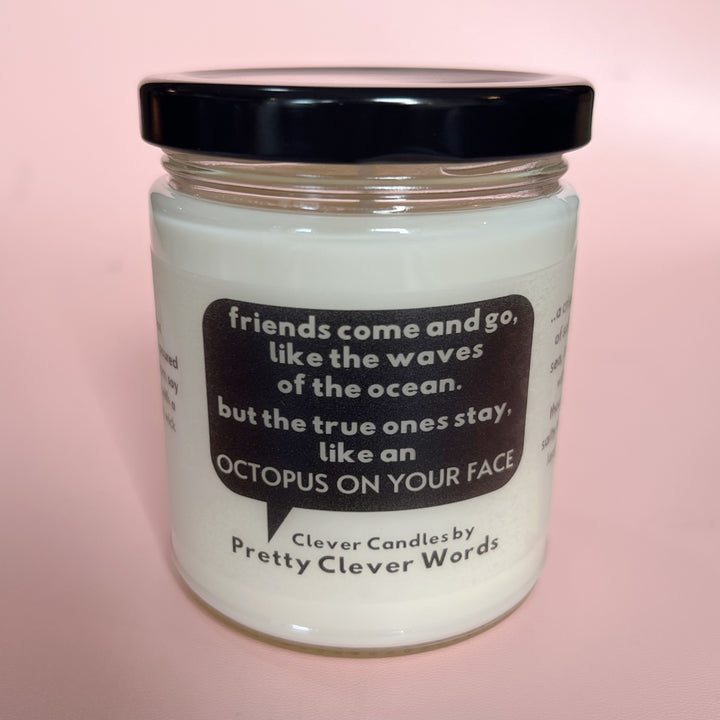 friends come and go,
like the waves
of the ocean.
but the true ones stay,
like an
OCTOPUS ON YOUR FACE
Clever Candles by
Pretty Clever Words